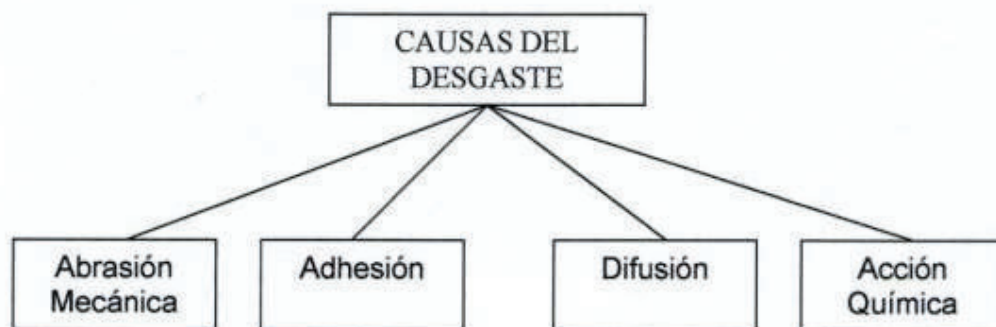 CAUSAS DEL
DESGASTE
Abrasión
Mecánica
Adhesión
Difusión
Acción
Química